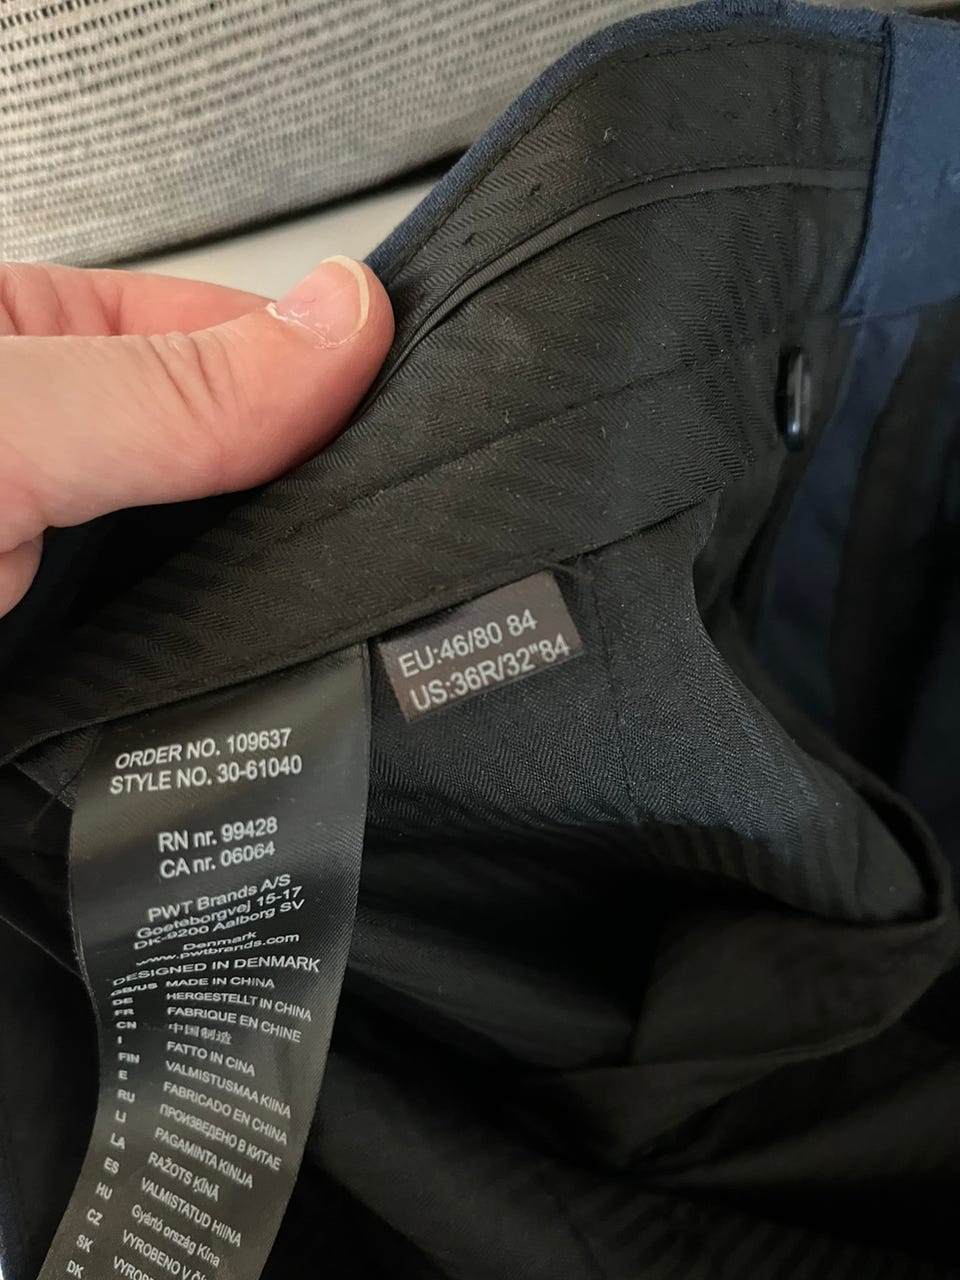 EU:46/80 84
US:36R/32"84
ORDER NO. 109637
STYLE NO. 30-61040
RN nr. 99428
CA nr. 06064
PWT Brands A/S
Goeteborgvej 15-17
DK-9200 Aalborg SV
Denmark
www.pwtbrands.com
DESIGNED IN DENMARK
GB/US MADE IN CHINA
DE HERGESTELLT IN CHINA
FR FABRIQUE EN CHINE
CN 中国制造
I FATTO IN CINA
FIN VALMISTUSMAA KIINA
E FABRICADO EN CHINA
RU ПРОИЗВЕДЕНО В КИТАЕ
LI PAGAMINTA KINIJA
LA RAŽOTS ĶĪNĀ
ES VALMISTATUD HIINA
HU Gyártó ország Kína
CZ VYROBENO V
SK
DK